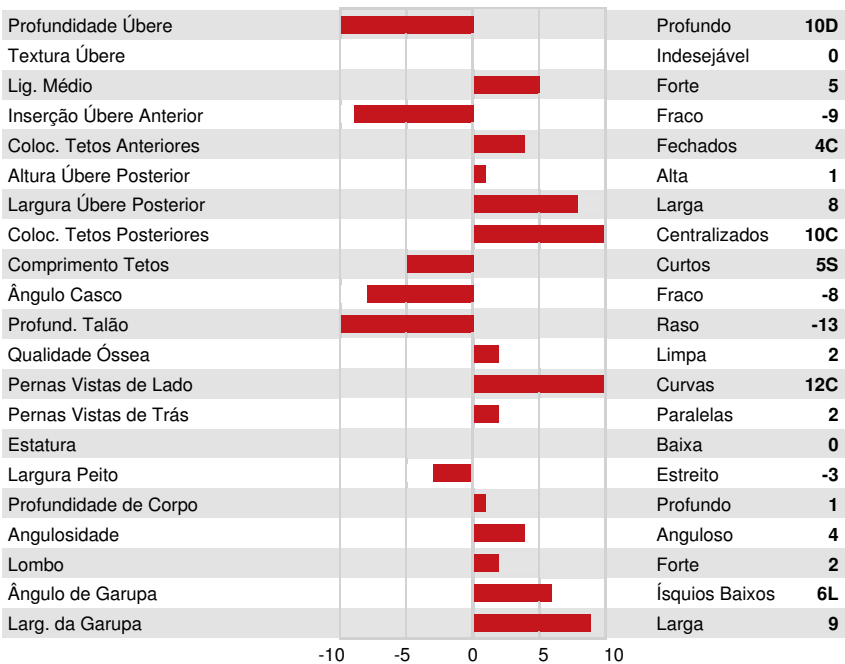 Profundidade Úbere Profundo 10D
Textura Úbere Indesejável 0
Lig. Médio Forte 5
Inserção Úbere Anterior Fraco -9
Coloc. Tetos Anteriores Fechados 4C
Altura Úbere Posterior Alta 1
Largura Úbere Posterior Larga 8
Coloc. Tetos Posteriores Centralizados 10C
Comprimento Tetos Curtos 5S
Ângulo Casco Fraco -8
Profund. Talão Raso -13
Qualidade Óssea Limpa 2
Pernas Vistas de Lado Curvas 12C
Pernas Vistas de Trás Paralelas 2
Estatura Baixa 0
Largura Peito Estreito -3
Profundidade de Corpo Profundo 1
Angulosidade Anguloso 4
Lombo Forte 2
Ângulo de Garupa Ísquios Baixos 6L
Larg. da Garupa Larga 9
-10 -5 0 5 10